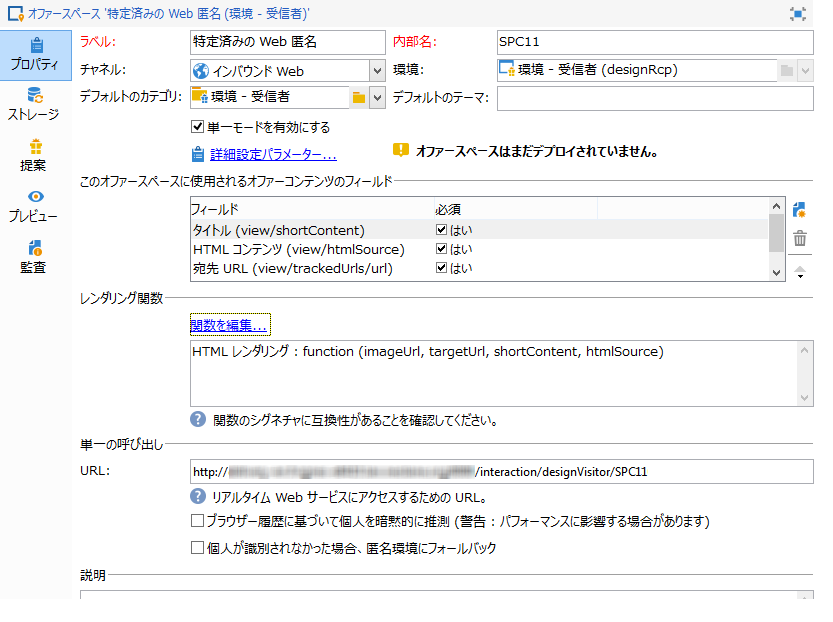 オファースペース '特定済みの Web 匿名 (環境 - 受信者)'
プロパティ
ストレージ
提案
プレビュー
監査
ラベル: 特定済みの Web 匿名 内部名: SPC11
チャネル: インバウンド Web 環境: 環境 - 受信者 (designRcp)
デフォルトのカテゴリ: 環境 - 受信者 デフォルトのテーマ:
単一モードを有効にする
詳細設定パラメーター... オファースペースはまだデプロイされていません。
このオファースペースに使用されるオファーコンテンツのフィールド
フィールド 必須
タイトル (view/shortContent) はい
HTML コンテンツ (view/htmlSource) はい
宛先 URL (view/trackedUrls/url) はい
レンダリング関数
関数を編集...
HTML レンダリング : function (imageUrl, targetUrl, shortContent, htmlSource)
関数のシグネチャに互換性があることを確認してください。
単一の呼び出し
URL: http:// /interaction/designVisitor/SPC11
リアルタイム Web サービスにアクセスするための URL。
ブラウザー履歴に基づいて個人を暗黙的に推測 (警告 : パフォーマンスに影響する場合があります)
個人が識別されなかった場合、匿名環境にフォールバック
説明